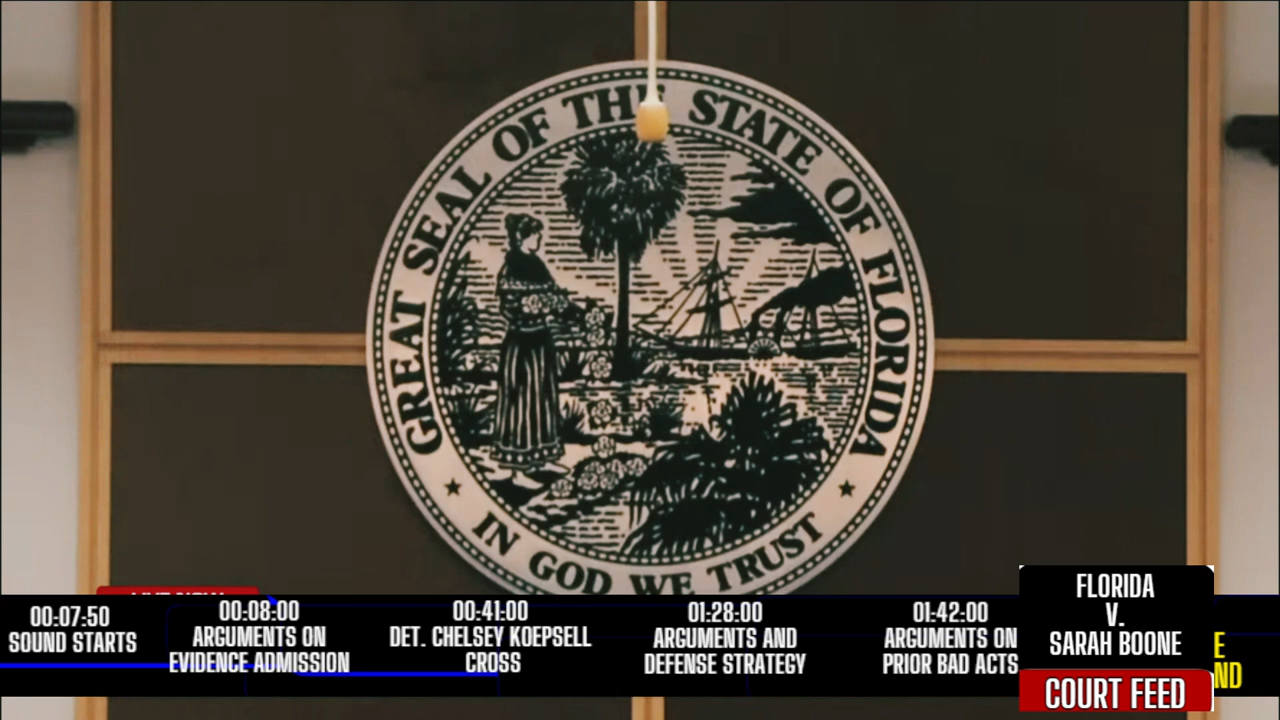 GREAT SEAL OF THE STATE OF FLORIDA
IN GOD WE TRUST
00:07:50
SOUND STARTS
00:08:00
ARGUMENTS ON
EVIDENCE ADMISSION
00:41:00
DET. CHELSEY KOEPSELL
CROSS
01:28:00
ARGUMENTS AND
DEFENSE STRATEGY
01:42:00
ARGUMENTS ON
PRIOR BAD ACTS
FLORIDA
V.
SARAH BOONE
COURT FEED